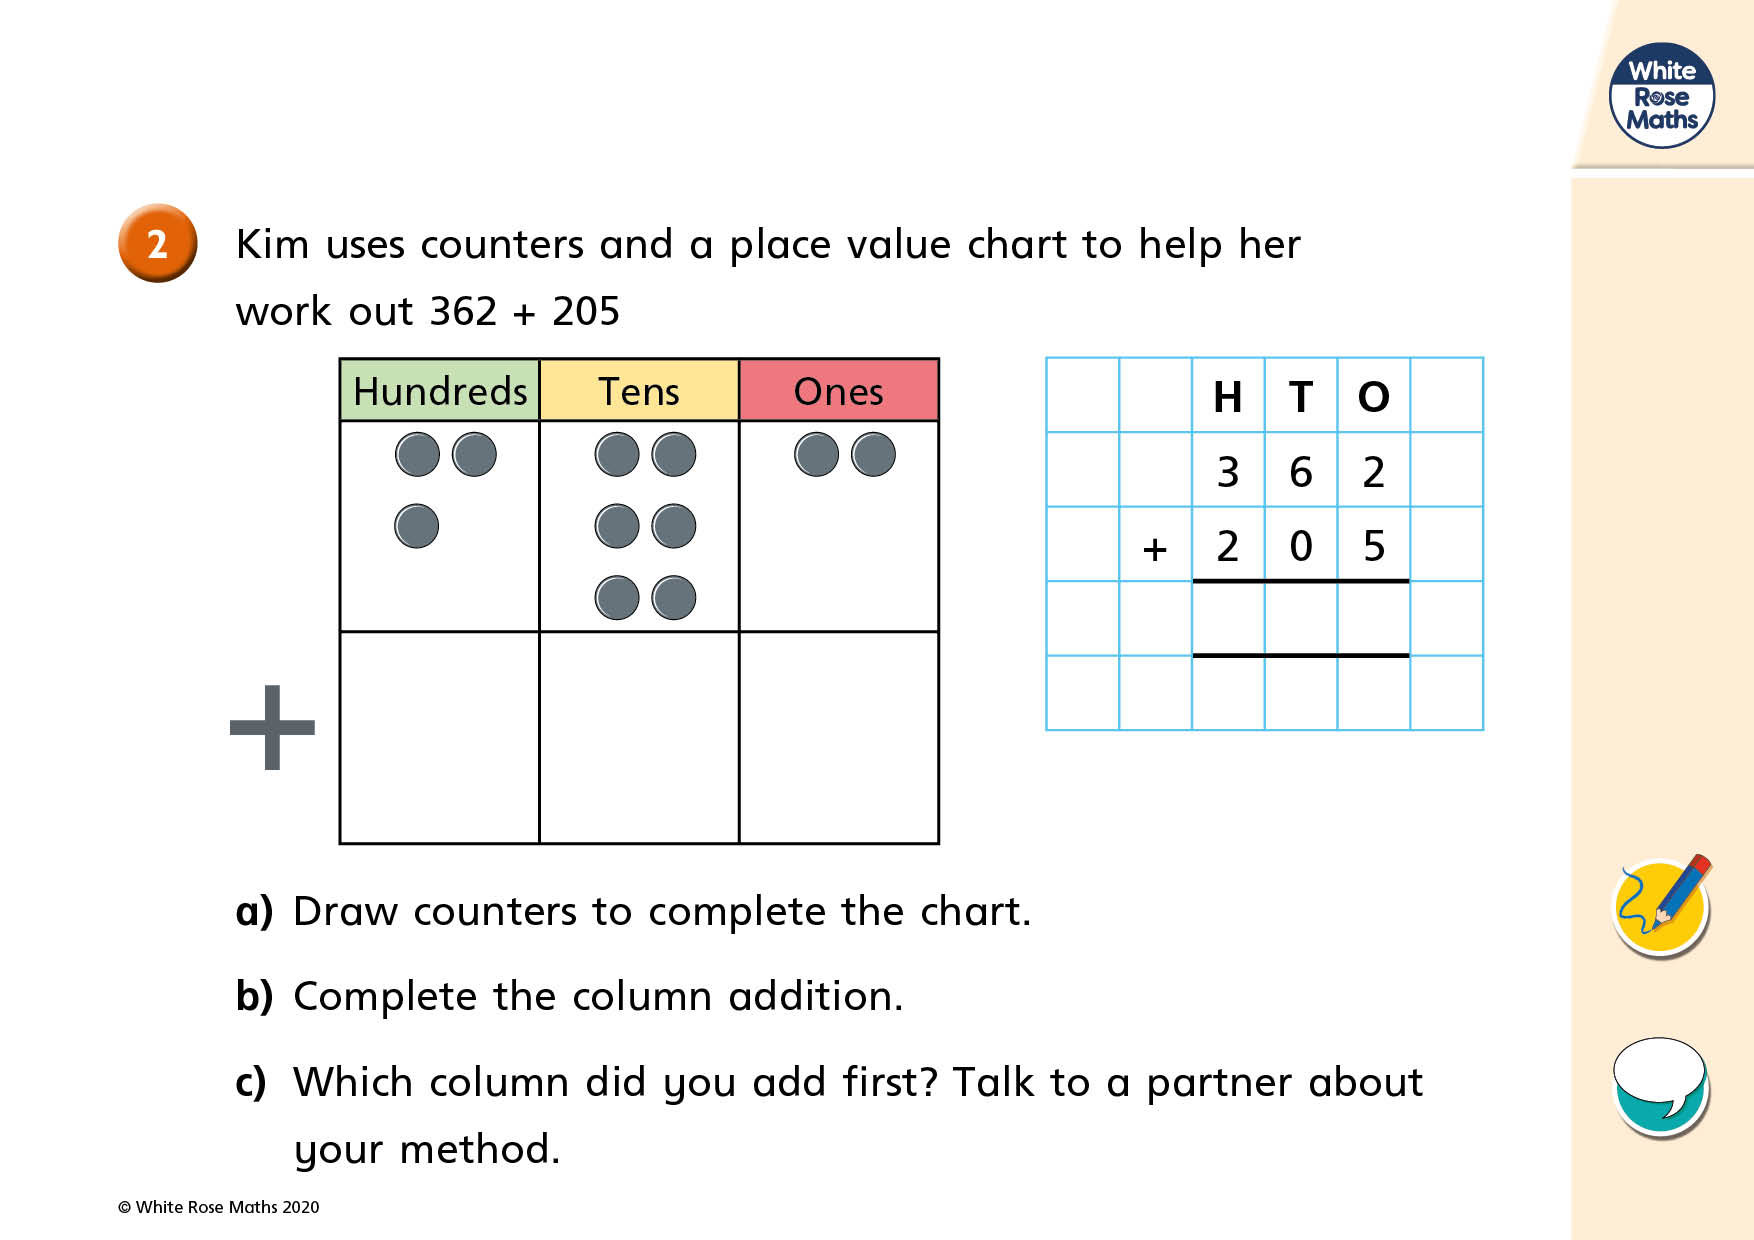 White
Rose
Maths
2
Kim uses counters and a place value chart to help her
work out 362 + 205
Hundreds Tens Ones
+
H T O
3 6 2
+ 2 0 5
a) Draw counters to complete the chart.
b) Complete the column addition.
c) Which column did you add first? Talk to a partner about
your method.
© White Rose Maths 2020